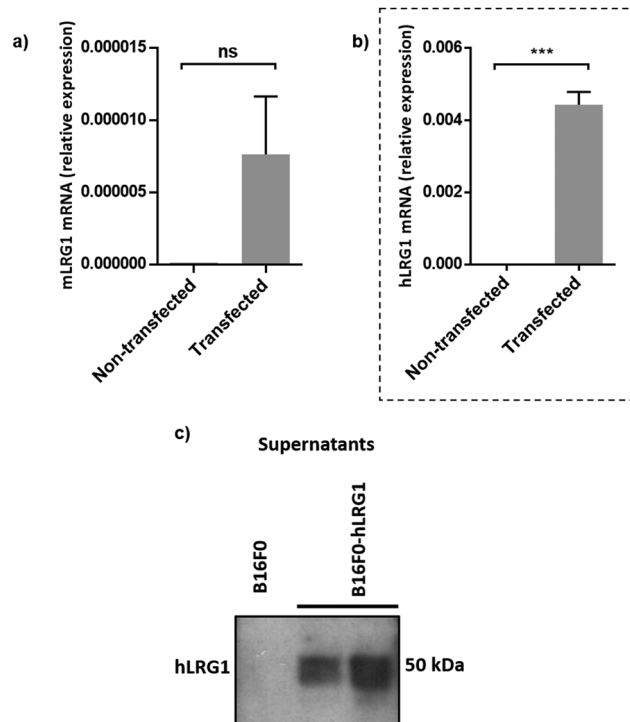 a)
ns
mLRG1 mRNA (relative expression)
0.000015
0.000010
0.000005
0.000000
Non-transfected
Transfected
b)
***
hLRG1 mRNA (relative expression)
0.006
0.004
0.002
0.000
Non-transfected
Transfected
c)
Supernatants
B16F0
B16F0-hLRG1
hLRG1
50 kDa